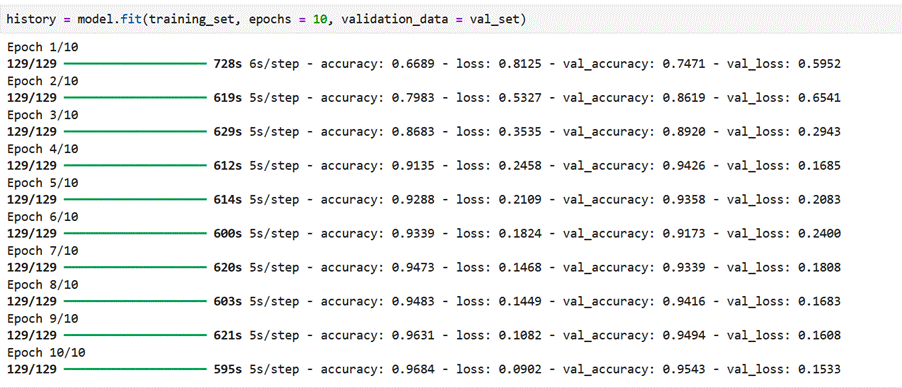 history = model.fit(training_set, epochs = 10, validation_data = val_set)
Epoch 1/10
129/129 728s 6s/step - accuracy: 0.6689 - loss: 0.8125 - val_accuracy: 0.7471 - val_loss: 0.5952
Epoch 2/10
129/129 619s 5s/step - accuracy: 0.7983 - loss: 0.5327 - val_accuracy: 0.8619 - val_loss: 0.6541
Epoch 3/10
129/129 629s 5s/step - accuracy: 0.8683 - loss: 0.3535 - val_accuracy: 0.8920 - val_loss: 0.2943
Epoch 4/10
129/129 612s 5s/step - accuracy: 0.9135 - loss: 0.2458 - val_accuracy: 0.9426 - val_loss: 0.1685
Epoch 5/10
129/129 614s 5s/step - accuracy: 0.9288 - loss: 0.2109 - val_accuracy: 0.9358 - val_loss: 0.2083
Epoch 6/10
129/129 600s 5s/step - accuracy: 0.9339 - loss: 0.1824 - val_accuracy: 0.9173 - val_loss: 0.2400
Epoch 7/10
129/129 620s 5s/step - accuracy: 0.9473 - loss: 0.1468 - val_accuracy: 0.9339 - val_loss: 0.1808
Epoch 8/10
129/129 603s 5s/step - accuracy: 0.9483 - loss: 0.1449 - val_accuracy: 0.9416 - val_loss: 0.1683
Epoch 9/10
129/129 621s 5s/step - accuracy: 0.9631 - loss: 0.1082 - val_accuracy: 0.9494 - val_loss: 0.1608
Epoch 10/10
129/129 595s 5s/step - accuracy: 0.9684 - loss: 0.0902 - val_accuracy: 0.9543 - val_loss: 0.1533